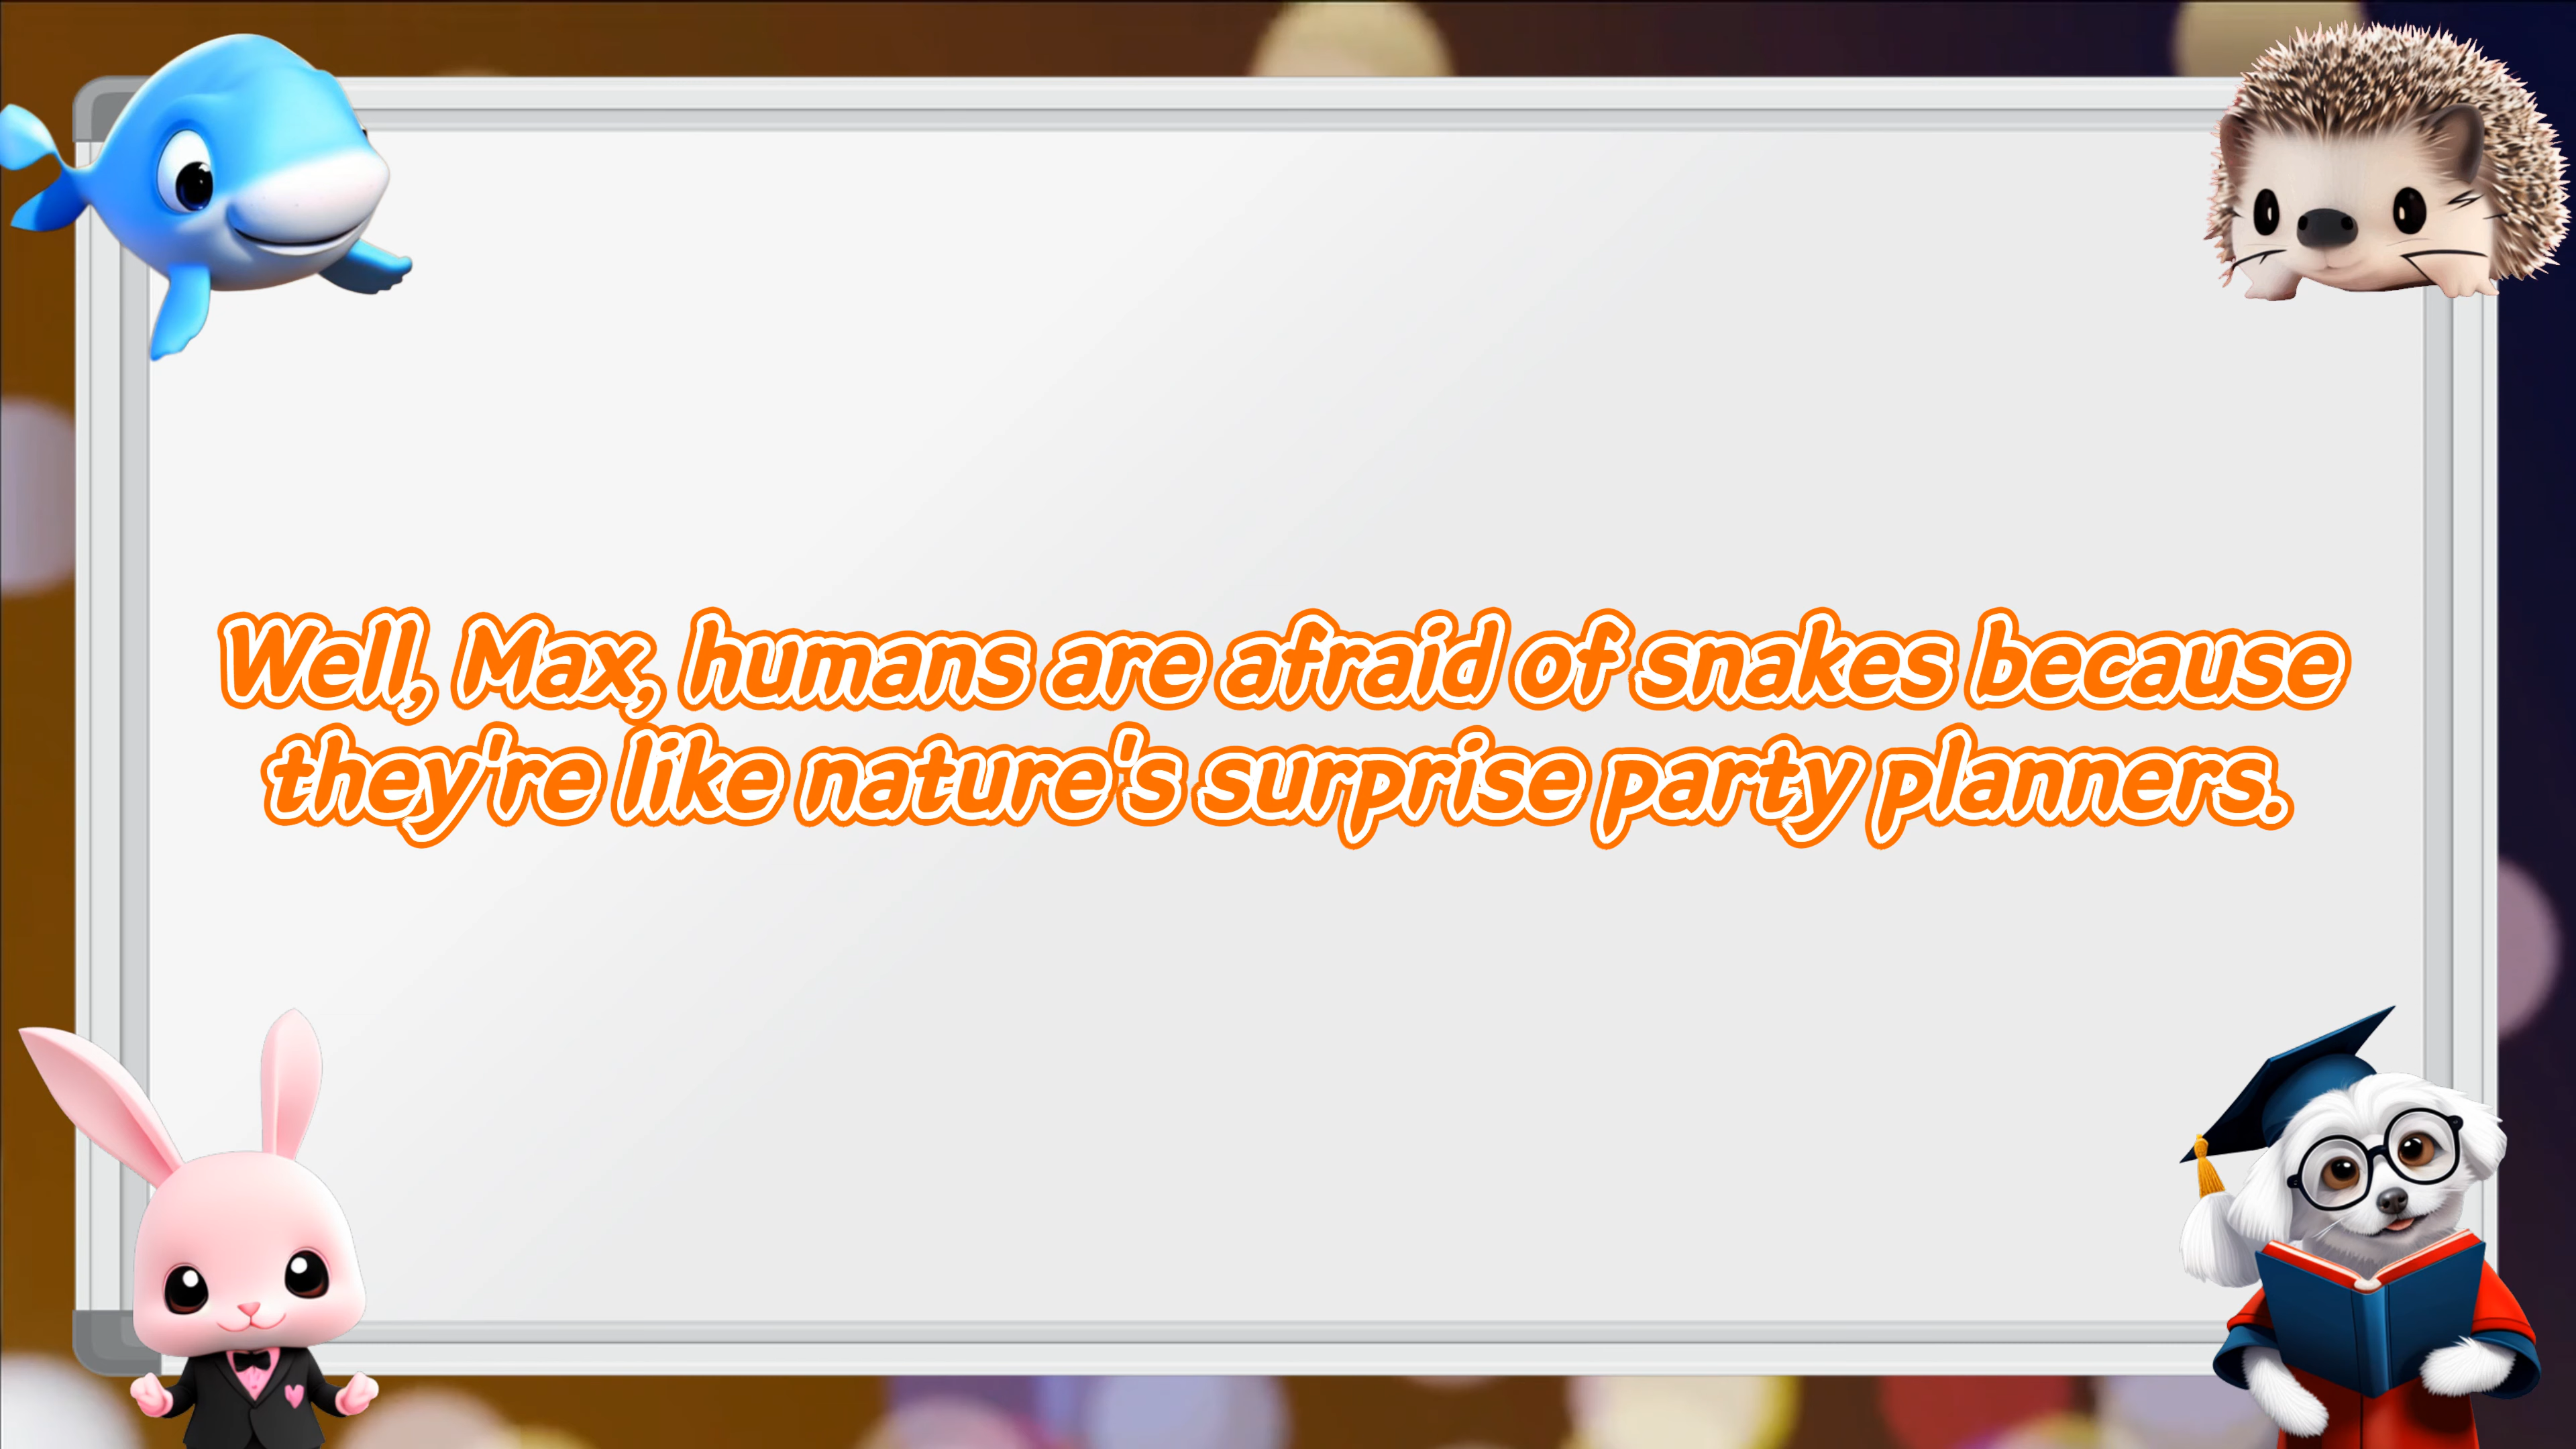 Well, Max, humans are afraid of snakes because
they're like nature's surprise party planners.